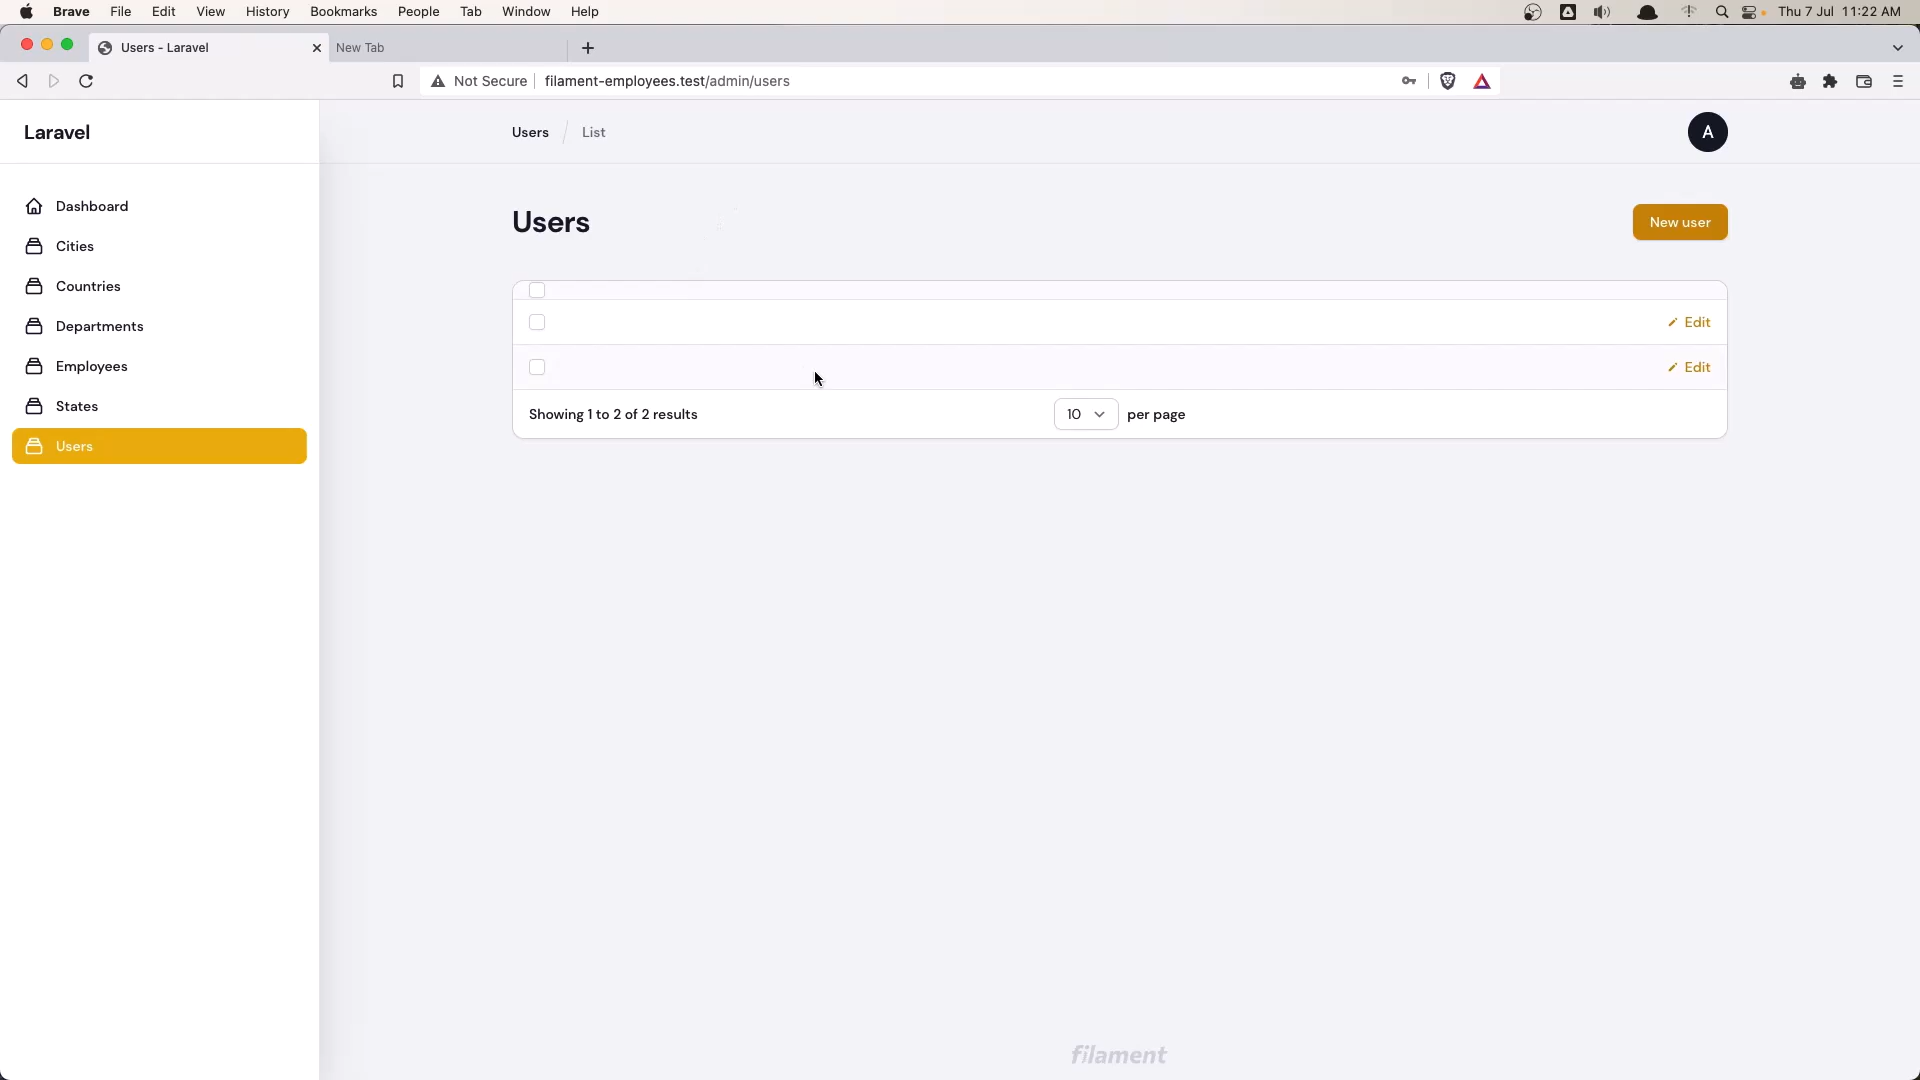 Brave File Edit View History Bookmarks People Tab Window Help Thu 7 Jul 11:22 AM
Users - Laravel New Tab
Not Secure filament-employees.test/admin/users
Laravel
Users List A
Dashboard
Cities
Countries
Departments
Employees
States
Users
Users New user
Edit
Edit
Showing 1 to 2 of 2 results 10 per page
filament